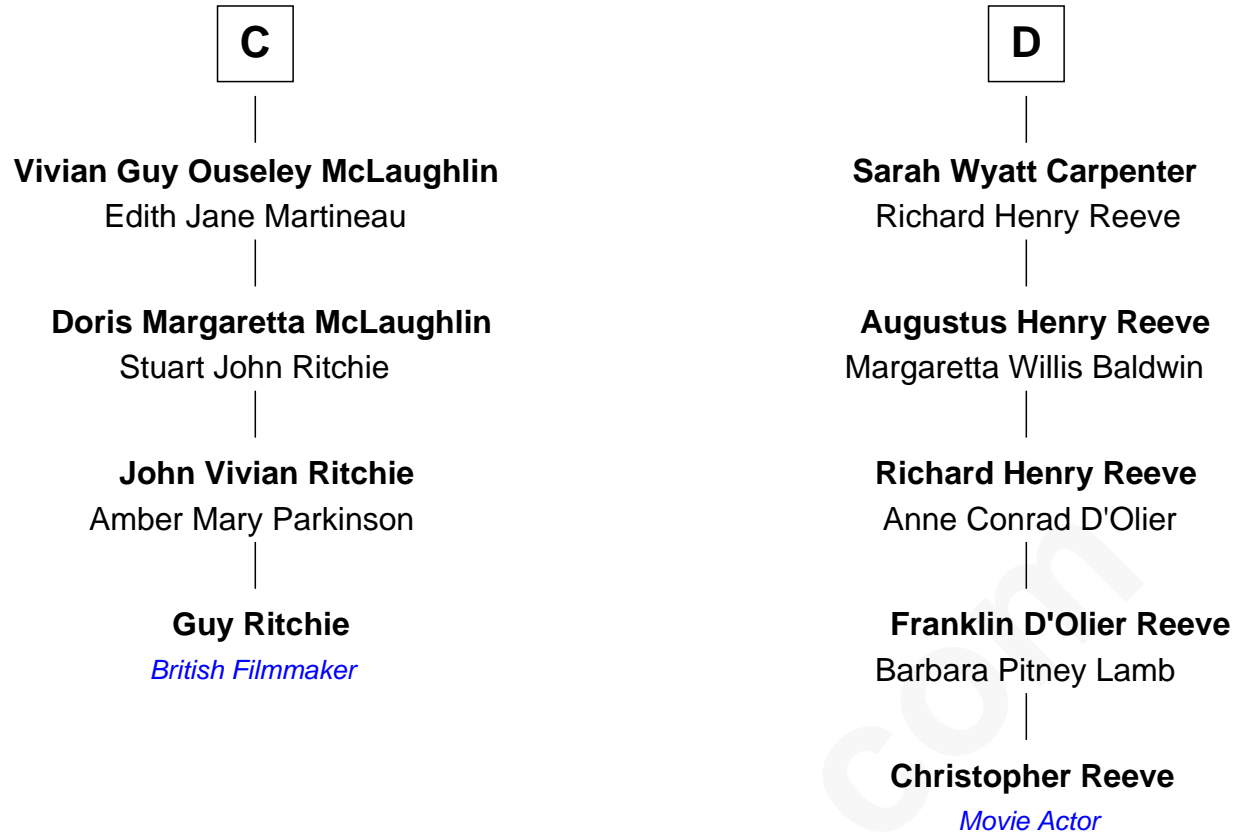 C
Vivian Guy Ouseley McLaughlin
Edith Jane Martineau
Doris Margaretta McLaughlin
Stuart John Ritchie
John Vivian Ritchie
Amber Mary Parkinson
Guy Ritchie
British Filmmaker
D
Sarah Wyatt Carpenter
Richard Henry Reeve
Augustus Henry Reeve
Margaretta Willis Baldwin
Richard Henry Reeve
Anne Conrad D'Olier
Franklin D'Olier Reeve
Barbara Pitney Lamb
Christopher Reeve
Movie Actor
com